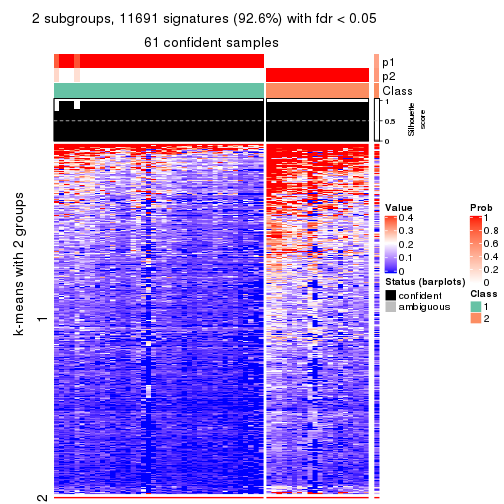 2 subgroups, 11691 signatures (92.6%) with fdr < 0.05
61 confident samples
p1
p2
Class
1
0.5
0
Silhouette
score
k-means with 2 groups
1
2
Value
0.4
0.3
0.2
0.1
0
Status (barplots)
confident
ambiguous
Prob
1
0.8
0.6
0.4
0.2
0
Class
1
2